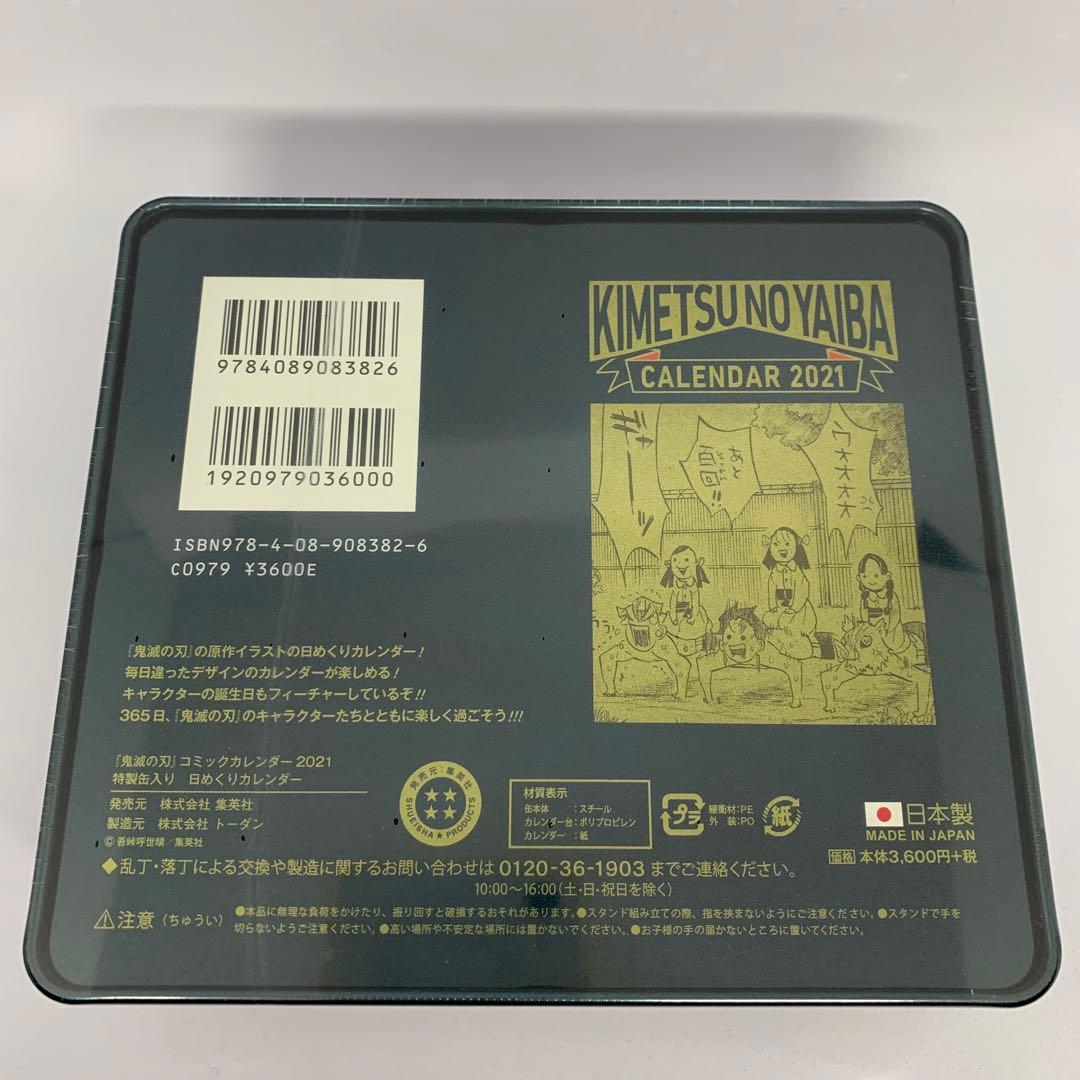 9784089083826
1920979036000
ISBN978-4-08-908382-6
C0979 ¥3600E
KIMETSU NO YAIBA
CALENDAR 2021
ウオオオオ
あと百回!!
『鬼滅の刃』の原作イラストの日めくりカレンダー!
毎日違ったデザインのカレンダーが楽しめる!
キャラクターの誕生日もフィーチャーしているぞ!!
365日、『鬼滅の刃』のキャラクターたちとともに楽しく過ごそう!!!
『鬼滅の刃』コミックカレンダー2021
特製缶入り 日めくりカレンダー
発売元 株式会社 集英社
製造元 株式会社 トーダン
©吾峠呼世晴/集英社
発売元:集英社
SHUEISHA★PRODUCTS
材質表示
缶本体 :スチール
カレンダー台:ポリプロピレン
カレンダー :紙
プラ
緩衝材:PE
外 装:PO
紙
日本製
MADE IN JAPAN
価格 本体3,600円+税
◆乱丁・落丁による交換や製造に関するお問い合わせは 0120-36-1903 までご連絡ください。
10:00〜16:00(土・日・祝日を除く)
⚠注意(ちゅうい)
●本品に無理な負荷をかけたり、振り回すと破損するおそれがあります。●スタンド組み立ての際、指を挟まないようにご注意ください。●スタンドで手を
切らないようご注意ください。●高い場所や不安定な場所には置かないでください。●お子様の手の届かないところに置いてください。